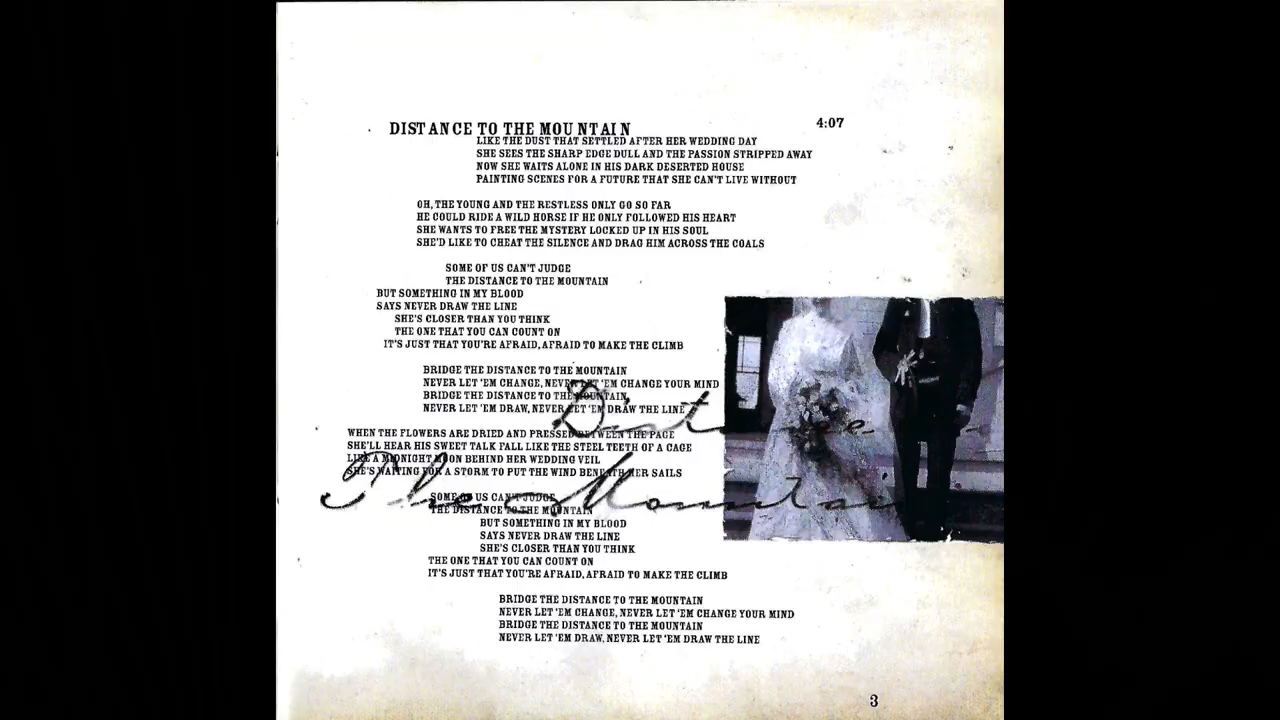 DISTANCE TO THE MOUNTAIN 4:07
LIKE THE DUST THAT SETTLED AFTER HER WEDDING DAY
SHE SEES THE SHARP EDGE DULL AND THE PASSION STRIPPED AWAY
NOW SHE WAITS ALONE IN HIS DARK DESERTED HOUSE
PAINTING SCENES FOR A FUTURE THAT SHE CAN'T LIVE WITHOUT
OH, THE YOUNG AND THE RESTLESS ONLY GO SO FAR
HE COULD RIDE A WILD HORSE IF HE ONLY FOLLOWED HIS HEART
SHE WANTS TO FREE THE MYSTERY LOCKED UP IN HIS SOUL
SHE'D LIKE TO CHEAT THE SILENCE AND DRAG HIM ACROSS THE COALS
SOME OF US CAN'T JUDGE
THE DISTANCE TO THE MOUNTAIN
BUT SOMETHING IN MY BLOOD
SAYS NEVER DRAW THE LINE
SHE'S CLOSER THAN YOU THINK
THE ONE THAT YOU CAN COUNT ON
IT'S JUST THAT YOU'RE AFRAID, AFRAID TO MAKE THE CLIMB
BRIDGE THE DISTANCE TO THE MOUNTAIN
NEVER LET 'EM CHANGE, NEVER LET 'EM CHANGE YOUR MIND
BRIDGE THE DISTANCE TO THE MOUNTAIN,
NEVER LET 'EM DRAW, NEVER LET 'EM DRAW THE LINE
Distance
WHEN THE FLOWERS ARE DRIED AND PRESSED BETWEEN THE PAGE
SHE'LL HEAR HIS SWEET TALK FALL LIKE THE STEEL TEETH OF A CAGE
LIKE A MIDNIGHT MOON BEHIND HER WEDDING VEIL
SHE'S WAITING FOR A STORM TO PUT THE WIND BENEATH HER SAILS
The Mountain
SOME OF US CAN'T JUDGE
THE DISTANCE TO THE MOUNTAIN
BUT SOMETHING IN MY BLOOD
SAYS NEVER DRAW THE LINE
SHE'S CLOSER THAN YOU THINK
THE ONE THAT YOU CAN COUNT ON
IT'S JUST THAT YOU'RE AFRAID, AFRAID TO MAKE THE CLIMB
BRIDGE THE DISTANCE TO THE MOUNTAIN
NEVER LET 'EM CHANGE, NEVER LET 'EM CHANGE YOUR MIND
BRIDGE THE DISTANCE TO THE MOUNTAIN
NEVER LET 'EM DRAW, NEVER LET 'EM DRAW THE LINE
3